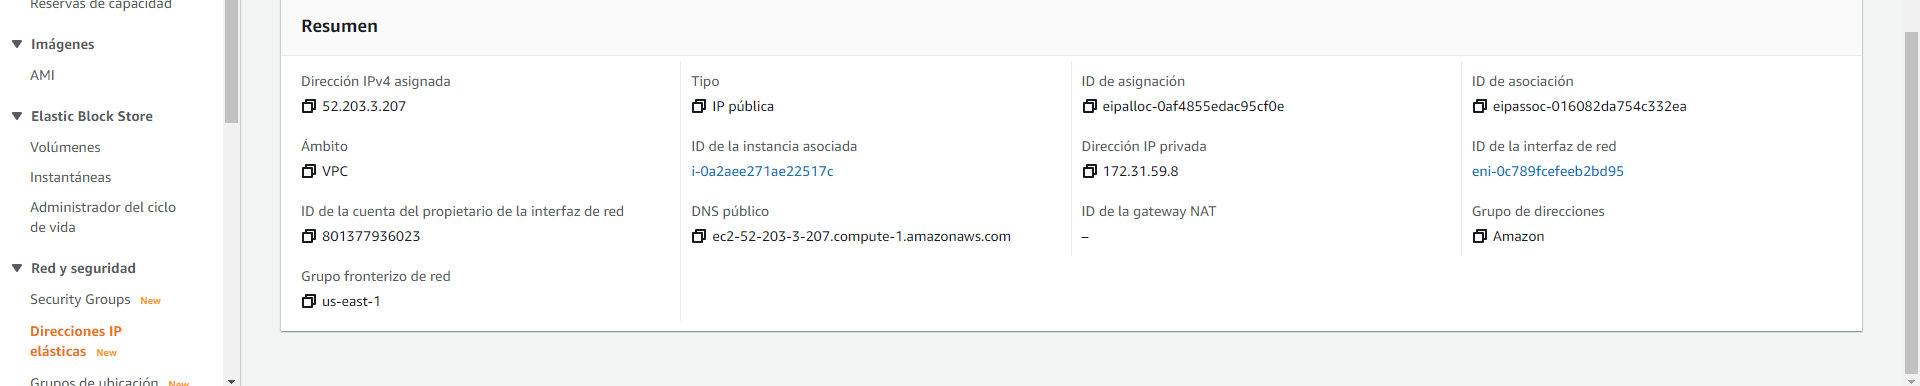 Reservas de capacidad
Imágenes
AMI
Elastic Block Store
Volúmenes
Instantáneas
Administrador del ciclo
de vida
Red y seguridad
Security Groups New
Direcciones IP
elásticas New
Grupos de ubicación New
Resumen
Dirección IPv4 asignada
52.203.3.207
Tipo
IP pública
ID de asignación
eipalloc-0af4855edac95cf0e
ID de asociación
eipassoc-016082da754c332ea
Ámbito
VPC
ID de la instancia asociada
i-0a2aee271ae22517c
Dirección IP privada
172.31.59.8
ID de la interfaz de red
eni-0c789fcefeeb2bd95
ID de la cuenta del propietario de la interfaz de red
801377936023
DNS público
ec2-52-203-3-207.compute-1.amazonaws.com
ID de la gateway NAT
–
Grupo de direcciones
Amazon
Grupo fronterizo de red
us-east-1